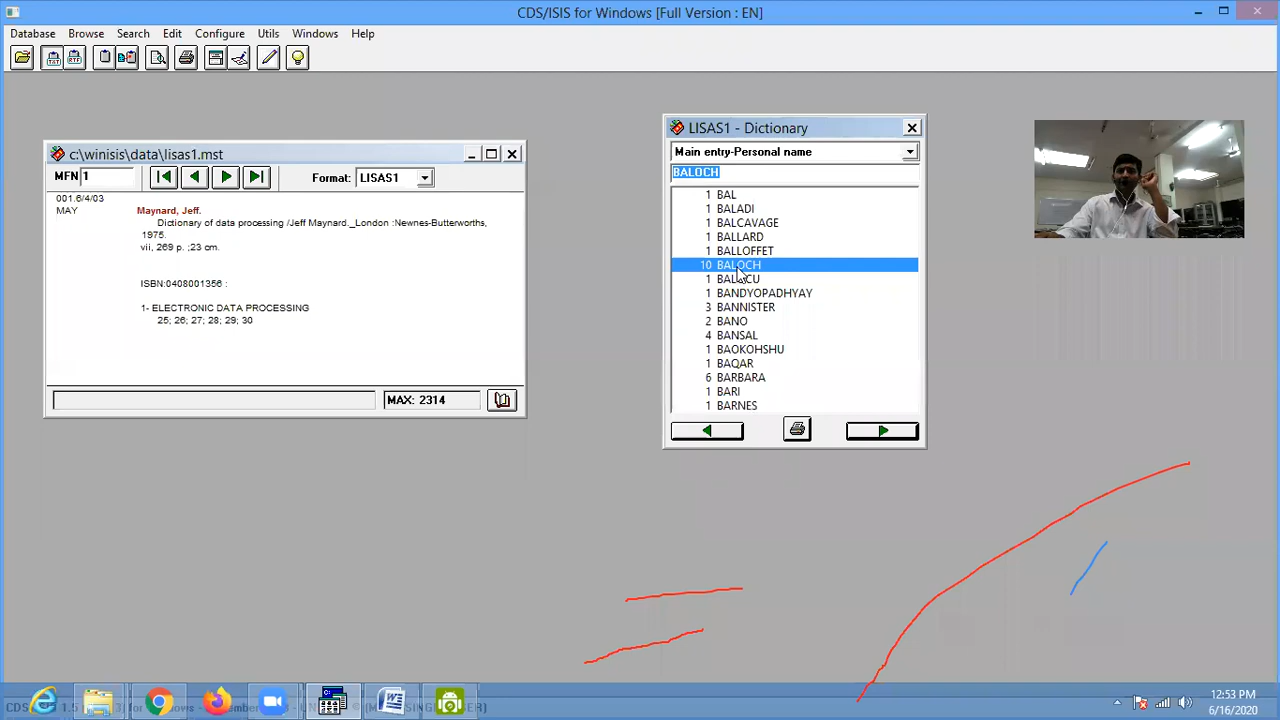 CDS/ISIS for Windows [Full Version : EN]
Database Browse Search Edit Configure Utils Windows Help
c:\winisis\data\lisas1.mst
MFN 1
Format: LISAS1
001.6/4/03
MAY
Maynard, Jeff.
Dictionary of data processing /Jeff Maynard._London :Newnes-Butterworths,
1975.
vii, 269 p. ;23 cm.
ISBN:0408001356 :
1- ELECTRONIC DATA PROCESSING
25; 26; 27; 28; 29; 30
MAX: 2314
LISAS1 - Dictionary
Main entry-Personal name
BALOCH
1 BAL
1 BALADI
1 BALCAVAGE
1 BALLARD
1 BALLOFFET
10 BALOCH
1
1 BANDYOPADHYAY
3 BANNISTER
2 BANO
4 BANSAL
1 BAOKOHSHU
1 BAQAR
6 BARBARA
1 BARI
1 BARNES
12:53 PM
6/16/2020